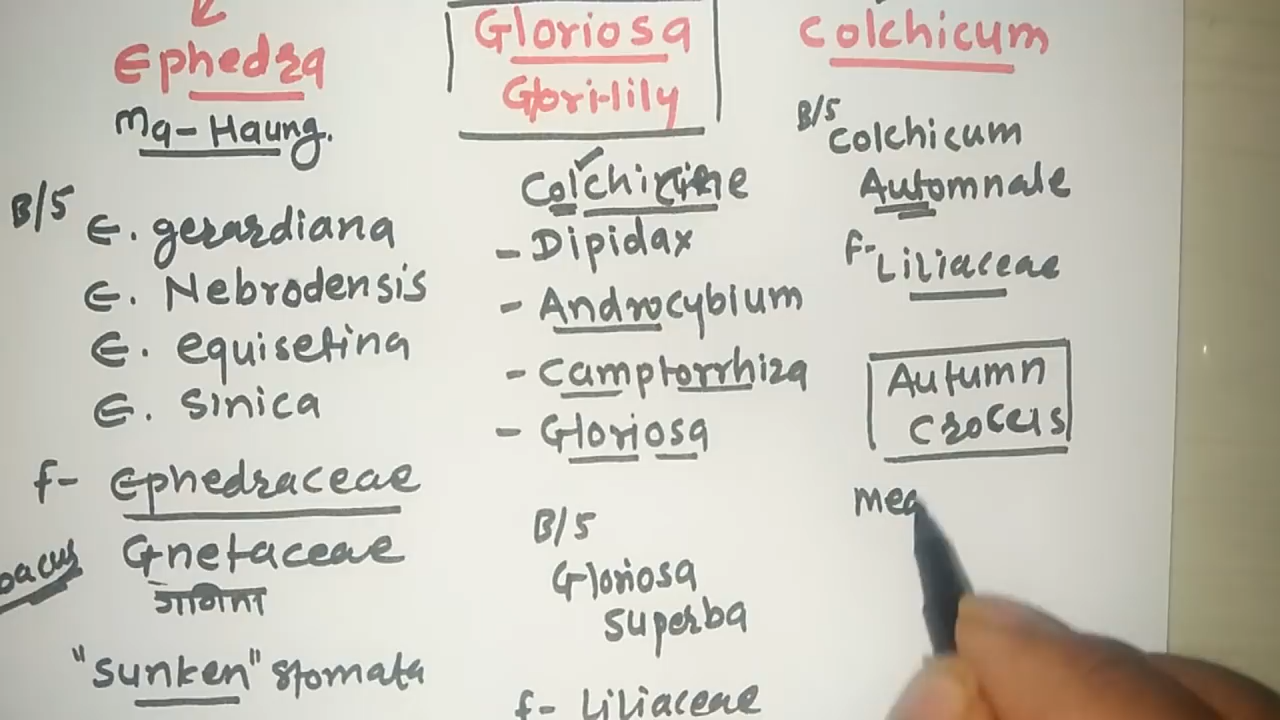 Ephedra
Ma-Haung.
B/S
E. gerardiana
E. Nebrodensis
E. equisetina
E. Sinica
f- Ephedraceae
Gnetaceae
"Sunken" Stomata
Gloriosa
Glori-lily
Colchicine
- Dipidax
- Androcybium
- Camptorrhiza
- Gloriosa
B/S
Gloriosa
Superba
f- Liliaceae
Colchicum
B/S
Colchicum
Automnale
F- Liliaceae
Autumn
Crocus
mea